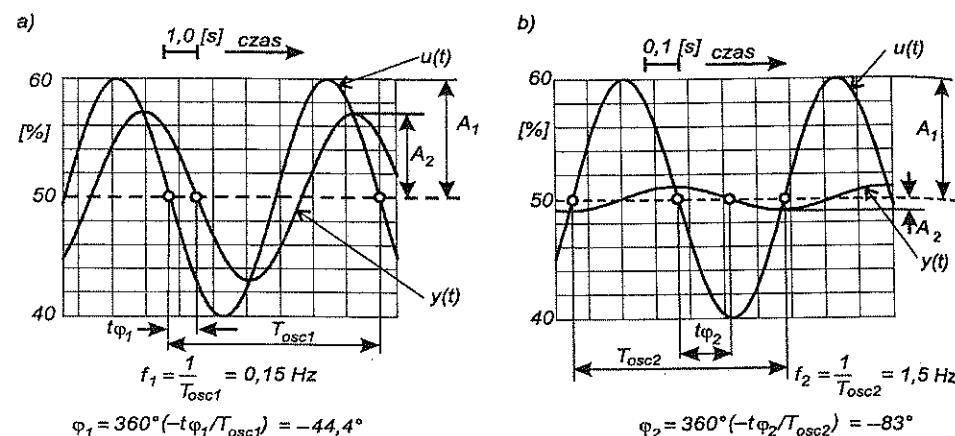 a)
1,0 [s] czas
u(t)
60
[%]
50
40
A₁
A₂
y(t)
tφ₁
Tosc1
f₁ = 1/Tosc1 = 0,15 Hz
φ₁ = 360° (–tφ₁/Tosc1) = –44,4°
b)
0,1 [s] czas
u(t)
60
[%]
50
40
A₁
A₂
y(t)
tφ₂
Tosc2
f₂ = 1/Tosc2 = 1,5 Hz
φ₂ = 360° (–tφ₂/Tosc2) = –83°